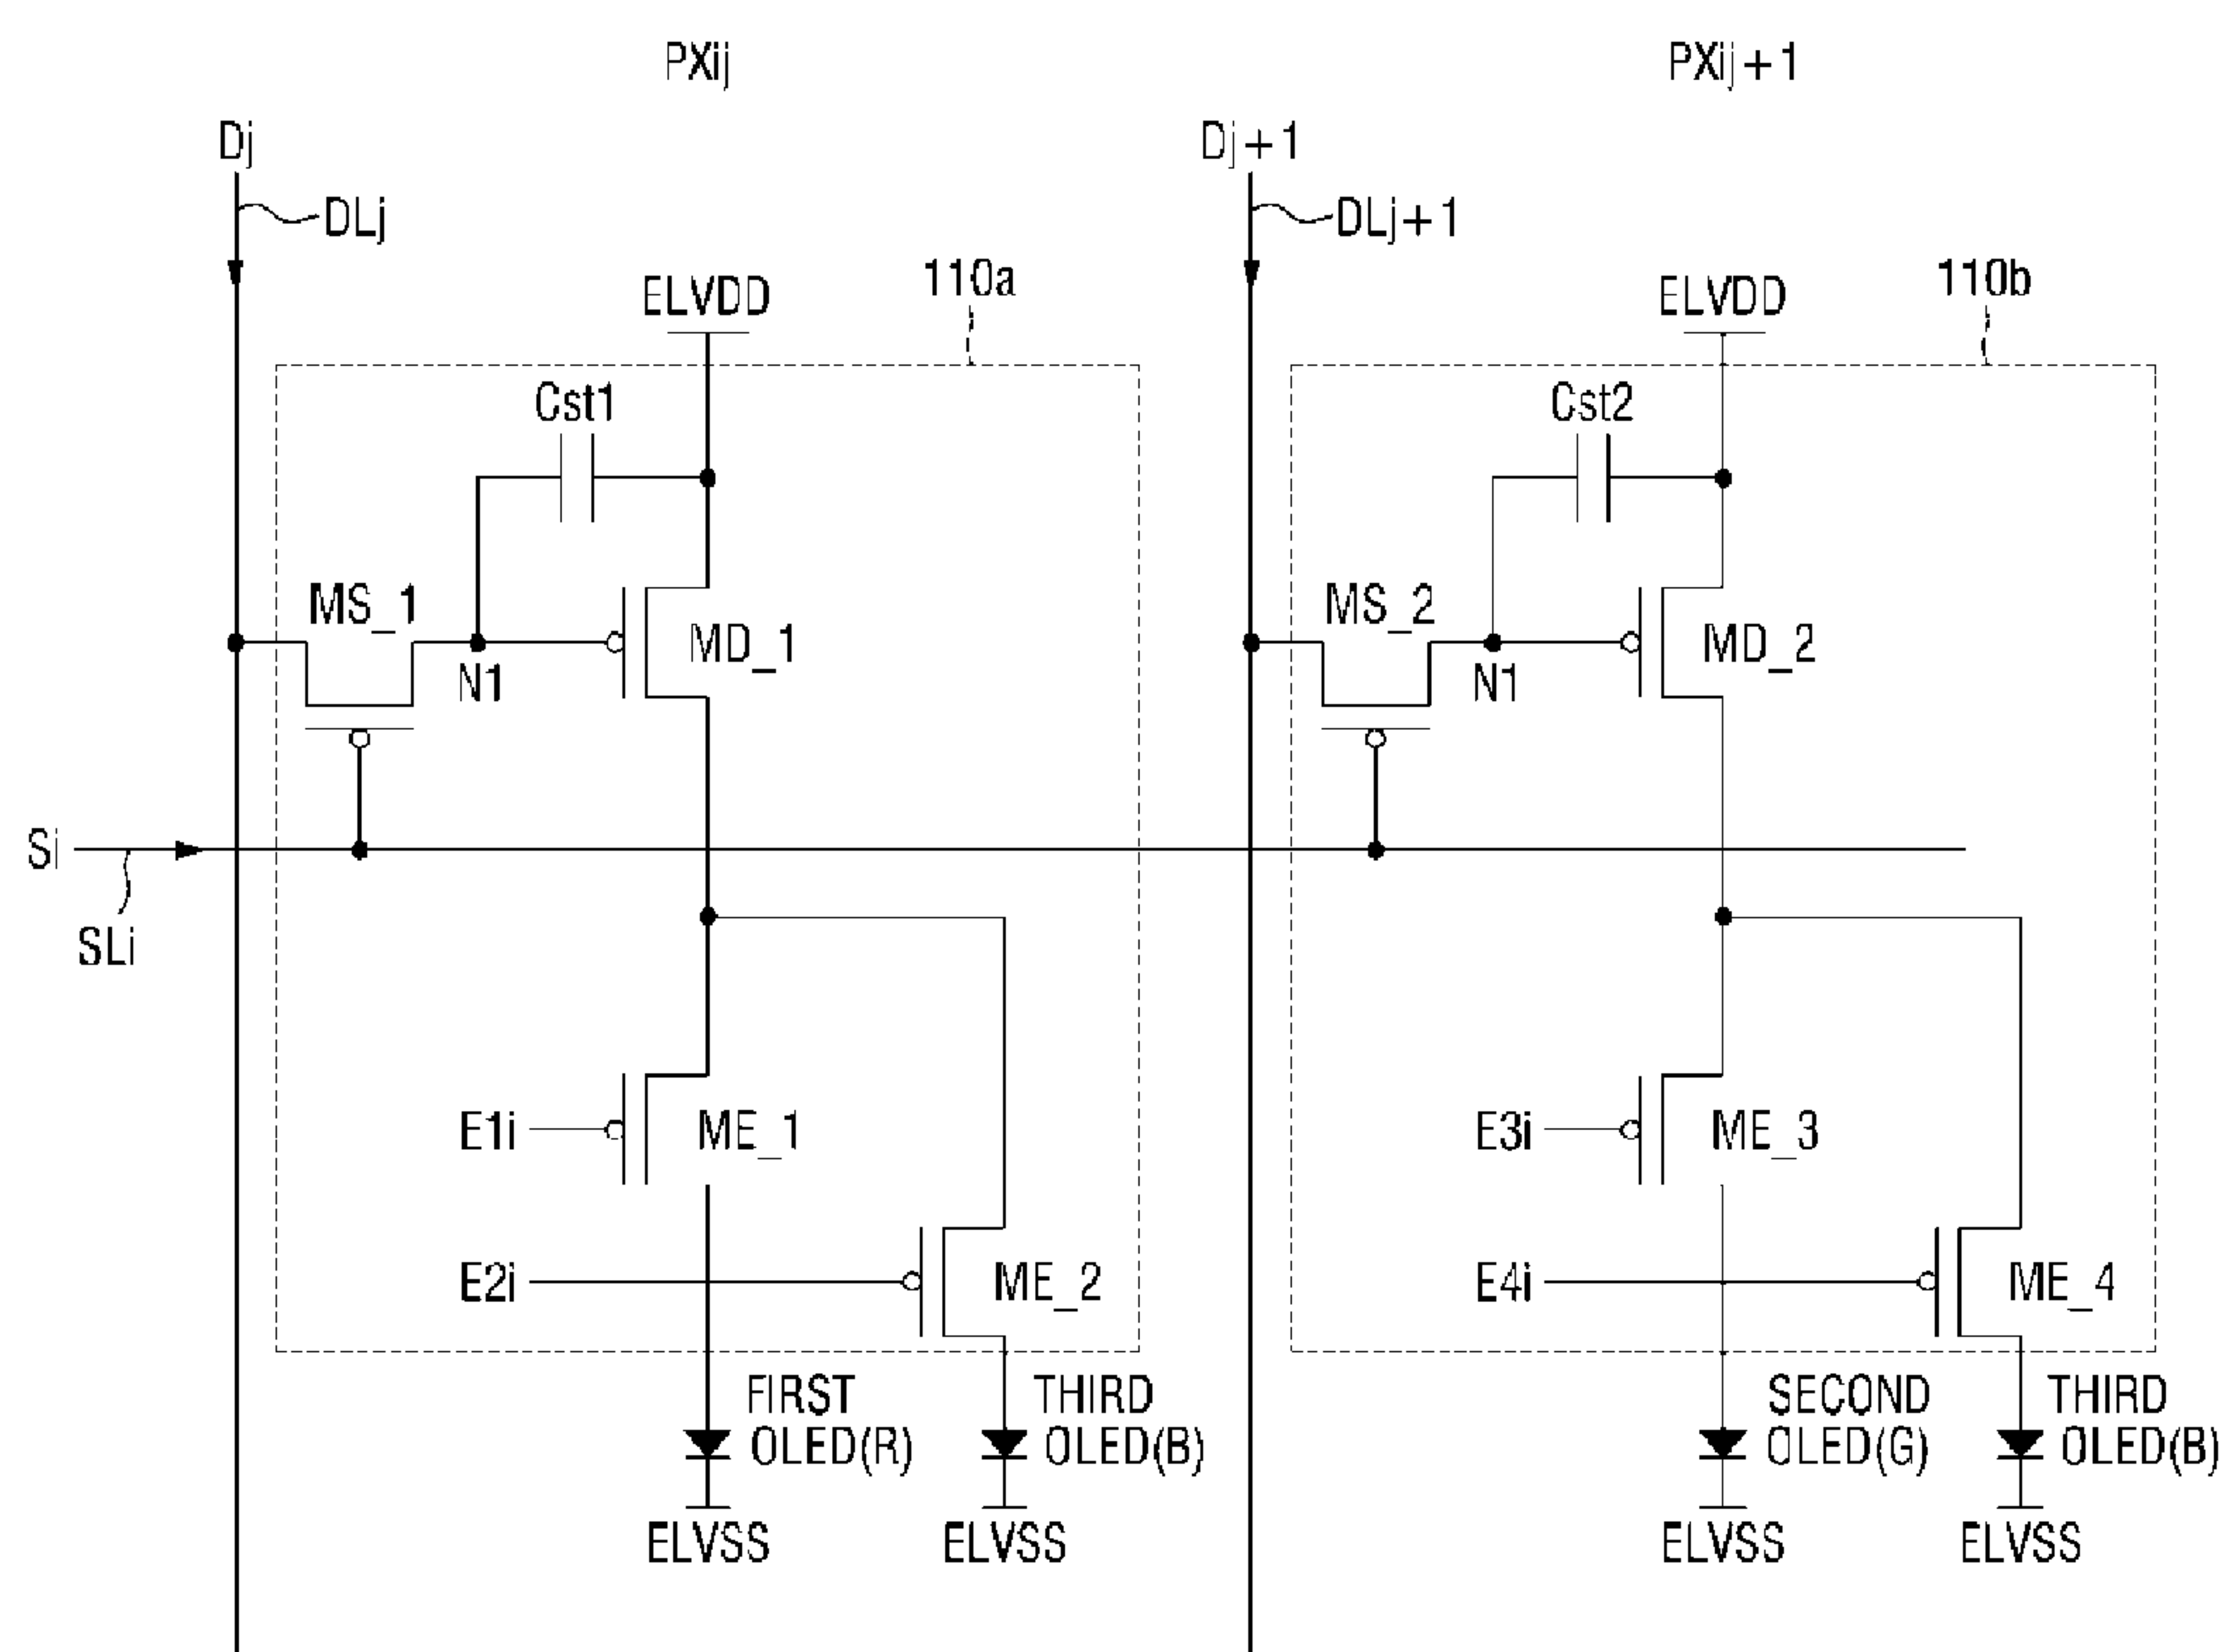 PXij
PXij+1
Dj
Dj+1
DLj
DLj+1
110a
110b
ELVDD
ELVDD
Cst1
Cst2
MS_1
MD_1
MS_2
MD_2
N1
N1
Si
SLi
E1i
ME_1
E3i
ME_3
E2i
ME_2
E4i
ME_4
FIRST
OLED(R)
THIRD
OLED(B)
SECOND
OLED(G)
THIRD
OLED(B)
ELVSS
ELVSS
ELVSS
ELVSS